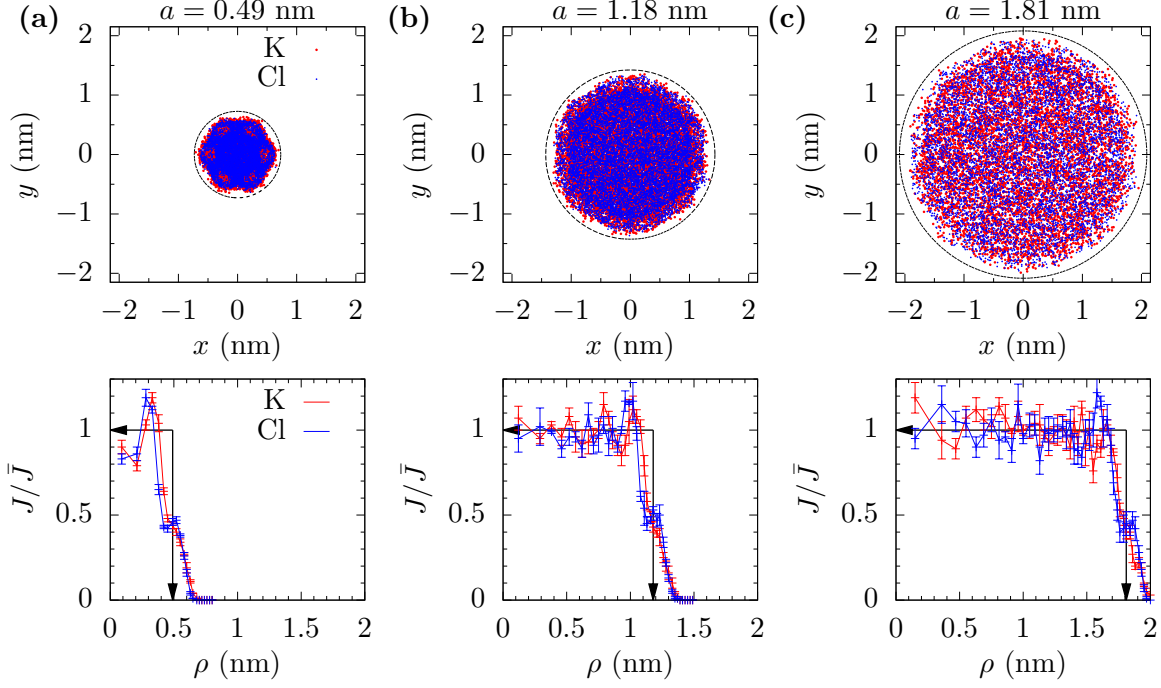 (a) a = 0.49 nm
(b) a = 1.18 nm
(c) a = 1.81 nm
K
Cl
y (nm)
2
1
0
−1
−2
−2 −1 0 1 2
x (nm)
y (nm)
2
1
0
−1
−2
−2 −1 0 1 2
x (nm)
y (nm)
2
1
0
−1
−2
−2 −1 0 1 2
x (nm)
K
Cl
J/J̅
1
0.5
0
0 0.5 1 1.5 2
ρ (nm)
J/J̅
1
0.5
0
0 0.5 1 1.5 2
ρ (nm)
J/J̅
1
0.5
0
0 0.5 1 1.5 2
ρ (nm)